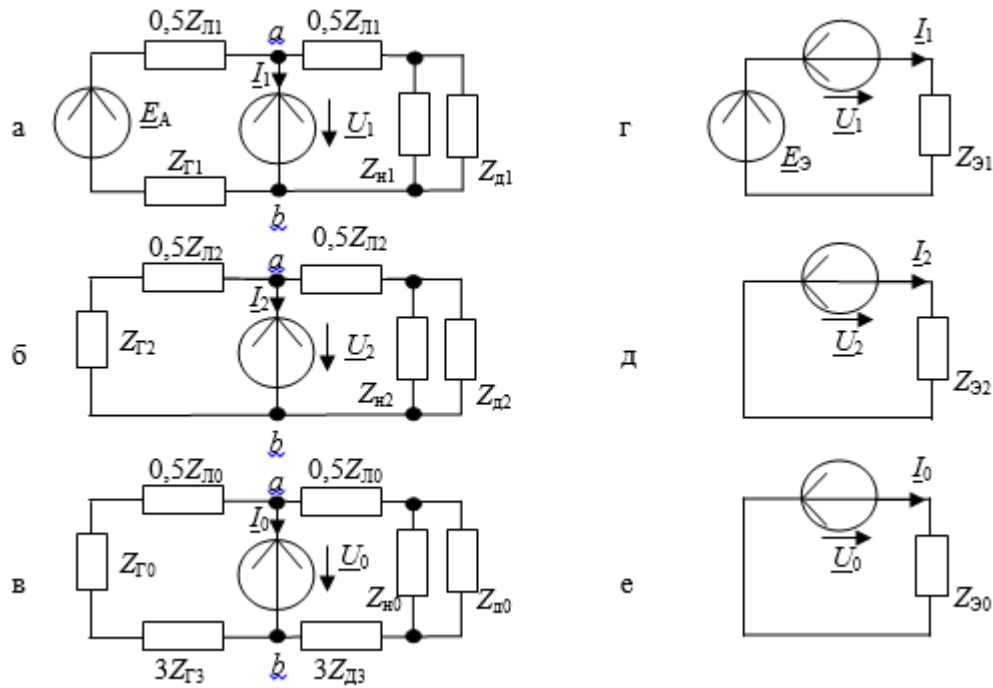 0,5Z_Л1 a 0,5Z_Л1
I_1 I_1
а E_A U_1 г U_1
Z_Г1 Z_н1 Z_д1 E_Э Z_Э1
b
0,5Z_Л2 a 0,5Z_Л2
I_2 I_2
б Z_Г2 U_2 д U_2
Z_н2 Z_д2 Z_Э2
b
0,5Z_Л0 a 0,5Z_Л0
I_0 I_0
в Z_Г0 U_0 е U_0
Z_н0 Z_д0 Z_Э0
3Z_Г3 b 3Z_Д3